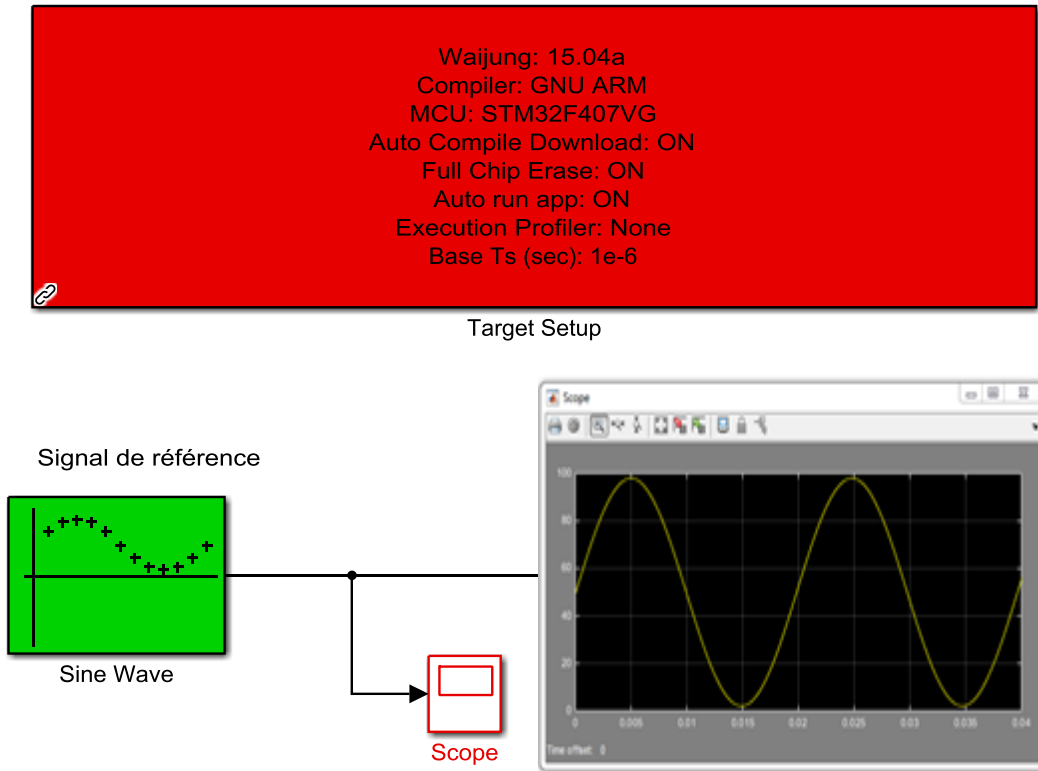 Waijung: 15.04a
Compiler: GNU ARM
MCU: STM32F407VG
Auto Compile Download: ON
Full Chip Erase: ON
Auto run app: ON
Execution Profiler: None
Base Ts (sec): 1e-6
Target Setup
Signal de référence
Sine Wave
Scope
Scope
100
80
60
40
20
0
0 0.005 0.01 0.015 0.02 0.025 0.03 0.035 0.04
Time offset: 0